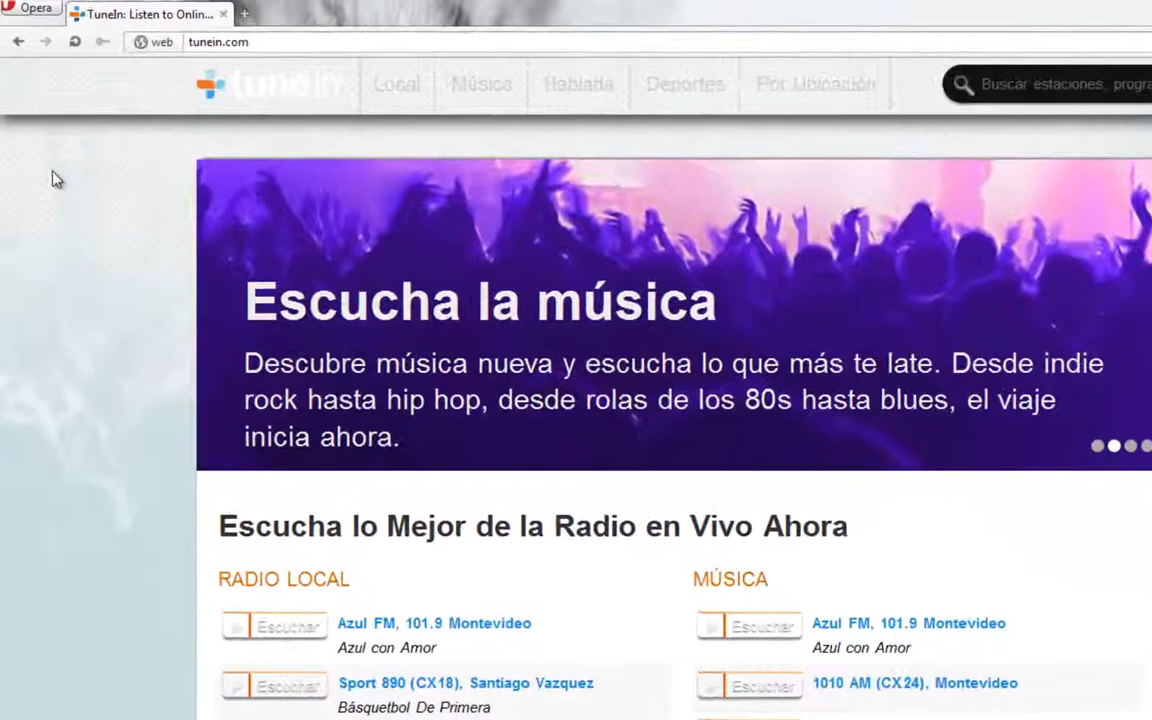 Opera
TuneIn: Listen to Onlin...
web tunein.com
tunein Local Música Hablada Deportes Por Ubicación Buscar estaciones, progra
Escucha la música
Descubre música nueva y escucha lo que más te late. Desde indie
rock hasta hip hop, desde rolas de los 80s hasta blues, el viaje
inicia ahora.
Escucha lo Mejor de la Radio en Vivo Ahora
RADIO LOCAL
Escuchar Azul FM, 101.9 Montevideo
Azul con Amor
Escuchar Sport 890 (CX18), Santiago Vazquez
Básquetbol De Primera
MÚSICA
Escuchar Azul FM, 101.9 Montevideo
Azul con Amor
Escuchar 1010 AM (CX24), Montevideo